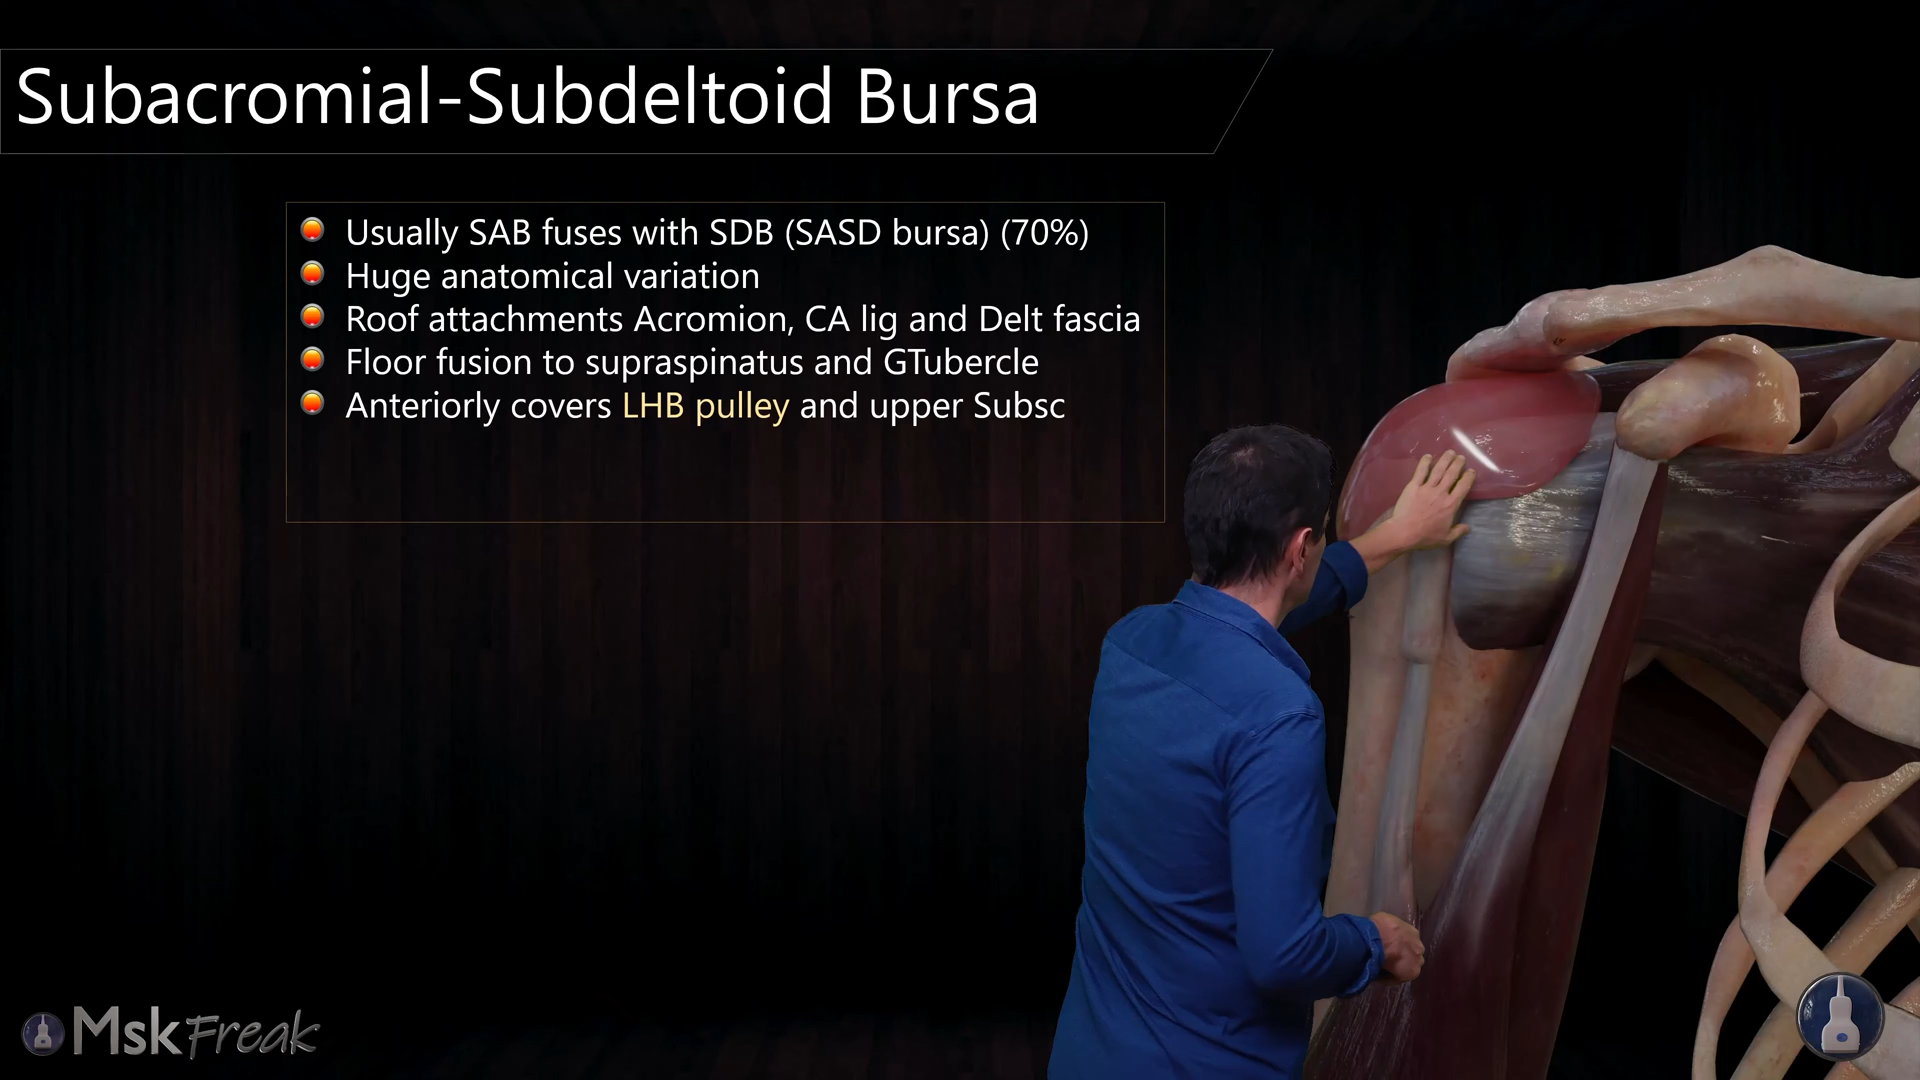 Subacromial-Subdeltoid Bursa
Usually SAB fuses with SDB (SASD bursa) (70%)
Huge anatomical variation
Roof attachments Acromion, CA lig and Delt fascia
Floor fusion to supraspinatus and GTubercle
Anteriorly covers LHB pulley and upper Subsc
MskFreak